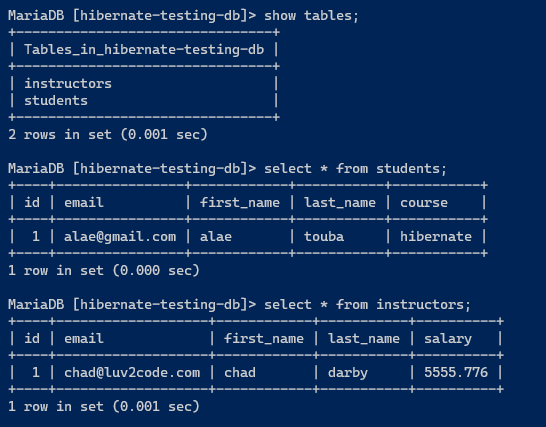 MariaDB [hibernate-testing-db]> show tables;
+--------------------------------+
| Tables_in_hibernate-testing-db |
+--------------------------------+
| instructors                    |
| students                       |
+--------------------------------+
2 rows in set (0.001 sec)

MariaDB [hibernate-testing-db]> select * from students;
+----+----------------+------------+-----------+-----------+
| id | email          | first_name | last_name | course    |
+----+----------------+------------+-----------+-----------+
|  1 | alae@gmail.com | alae       | touba     | hibernate |
+----+----------------+------------+-----------+-----------+
1 row in set (0.000 sec)

MariaDB [hibernate-testing-db]> select * from instructors;
+----+-------------------+------------+-----------+----------+
| id | email             | first_name | last_name | salary   |
+----+-------------------+------------+-----------+----------+
|  1 | chad@luv2code.com | chad       | darby     | 5555.776 |
+----+-------------------+------------+-----------+----------+
1 row in set (0.001 sec)